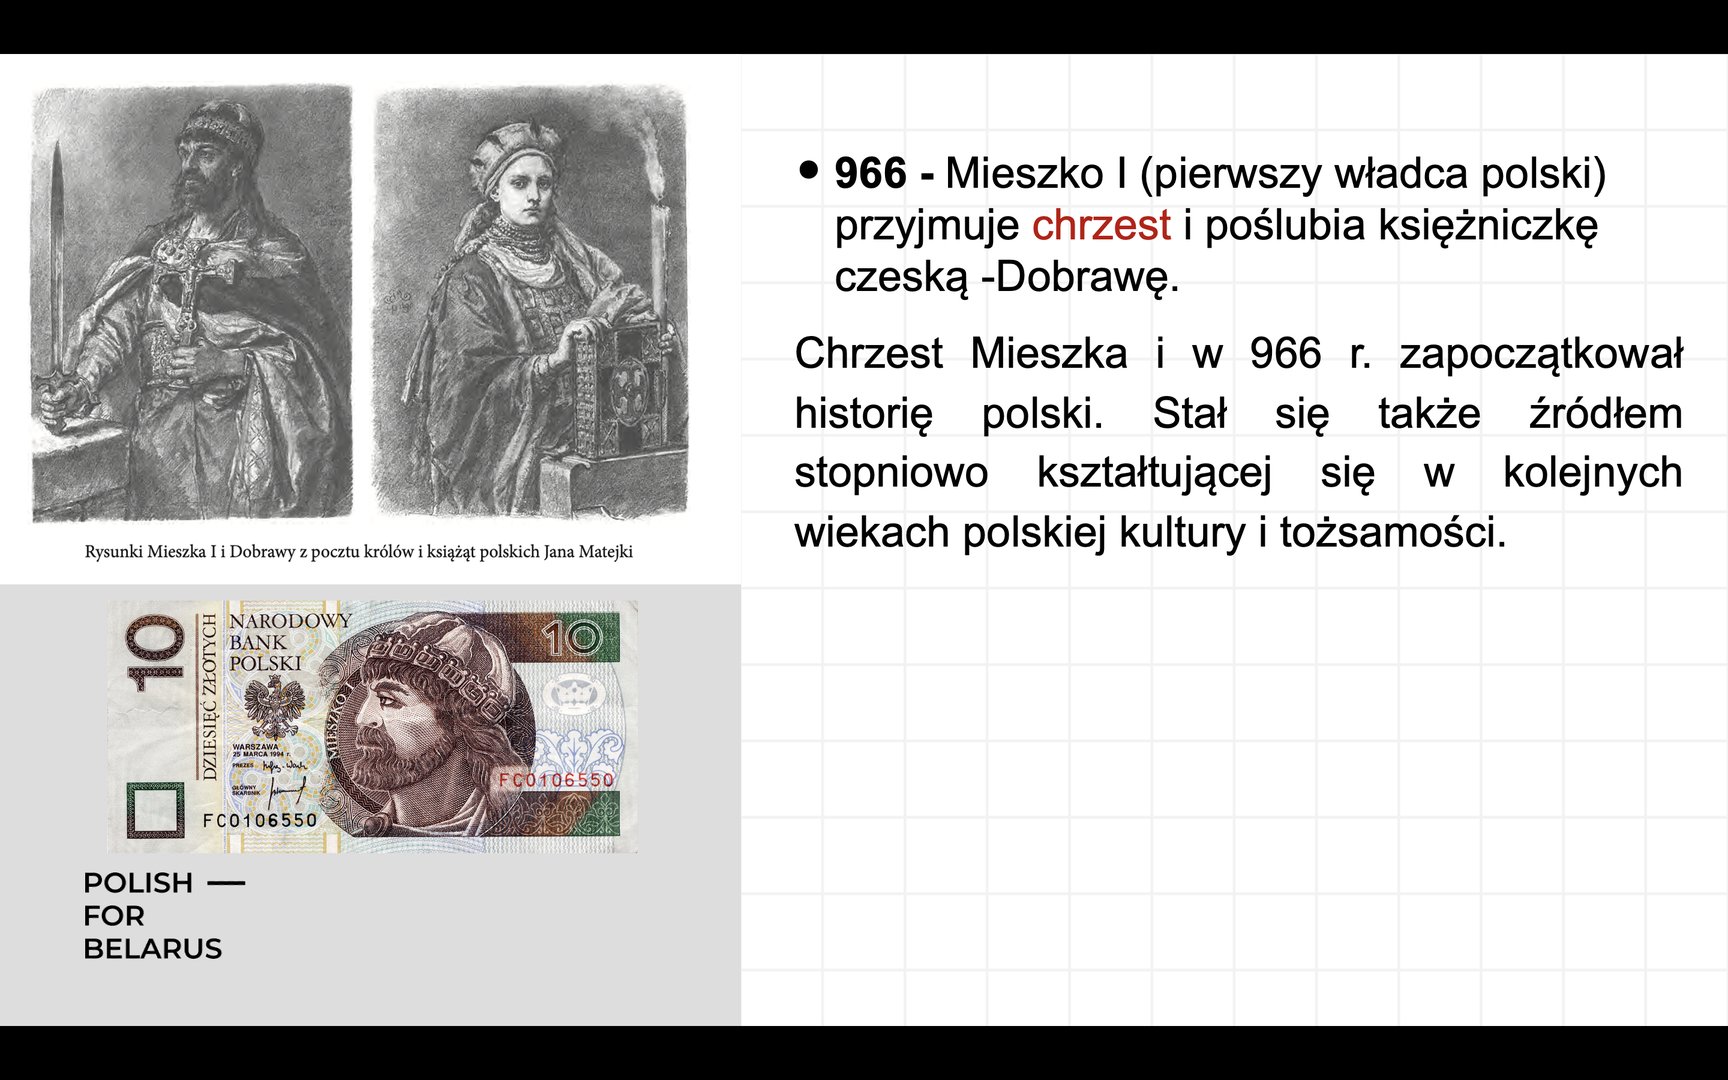 • 966 - Mieszko I (pierwszy władca polski)
przyjmuje chrzest i poślubia księżniczkę
czeską -Dobrawę.
Chrzest Mieszka i w 966 r. zapoczątkował
historię polski. Stał się także źródłem
stopniowo kształtującej się w kolejnych
wiekach polskiej kultury i tożsamości.
Rysunki Mieszka I i Dobrawy z pocztu królów i książąt polskich Jana Matejki
10
DZIESIĘĆ ZŁOTYCH
NARODOWY
BANK
POLSKI
10
MIESZKO I
WARSZAWA
25 MARCA 1994 r.
PREZES
GŁÓWNY
SKARBNIK
FC0106550
FC0106550
POLISH —
FOR
BELARUS